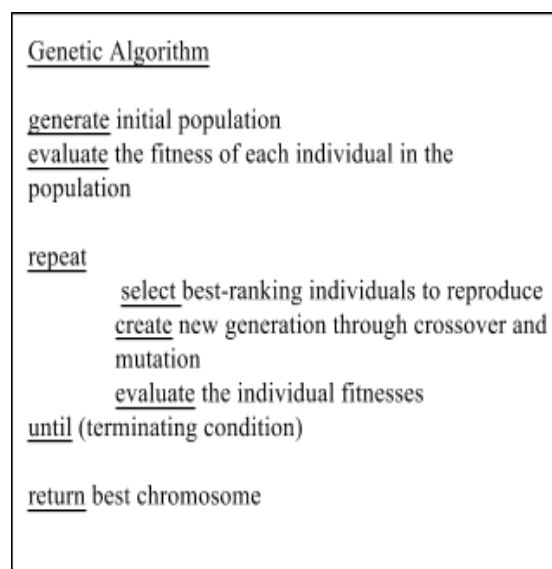 Genetic Algorithm
generate initial population
evaluate the fitness of each individual in the
population
repeat
select best-ranking individuals to reproduce
create new generation through crossover and
mutation
evaluate the individual fitnesses
until (terminating condition)
return best chromosome